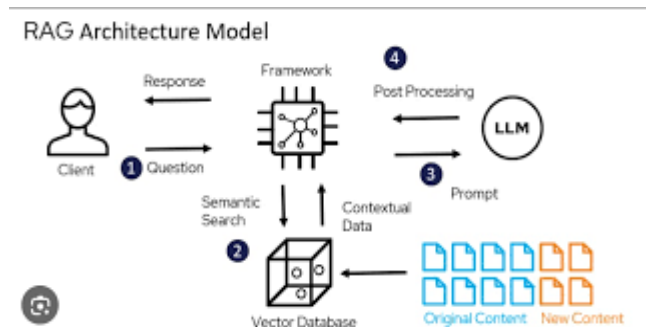 RAG Architecture Model
Framework
4
Response
Post Processing
LLM
Client
1 Question
3
Prompt
Semantic
Search
Contextual
Data
2
Vector Database
Original Content New Content